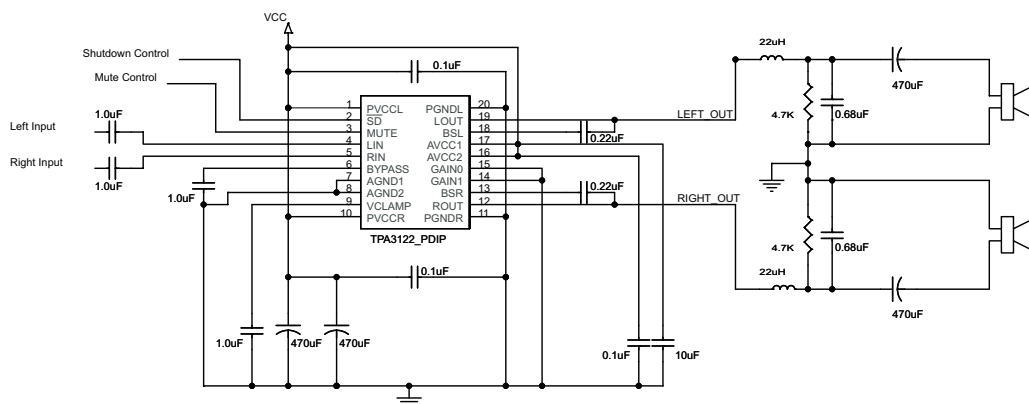 VCC
Shutdown Control
Mute Control
Left Input
Right Input
1.0uF
1.0uF
1.0uF
1.0uF
0.1uF
1 PVCCL PGNDL 20
2 SD LOUT 19
3 MUTE BSL 18
4 LIN AVCC1 17
5 RIN AVCC2 16
6 BYPASS GAIN0 15
7 AGND1 GAIN1 14
8 AGND2 BSR 13
9 VCLAMP ROUT 12
10 PVCCR PGNDR 11
TPA3122_PDIP
0.1uF
470uF
470uF
0.22uF
0.22uF
0.1uF
10uF
LEFT_OUT
RIGHT_OUT
22uH
4.7K
0.68uF
470uF
4.7K
0.68uF
22uH
470uF